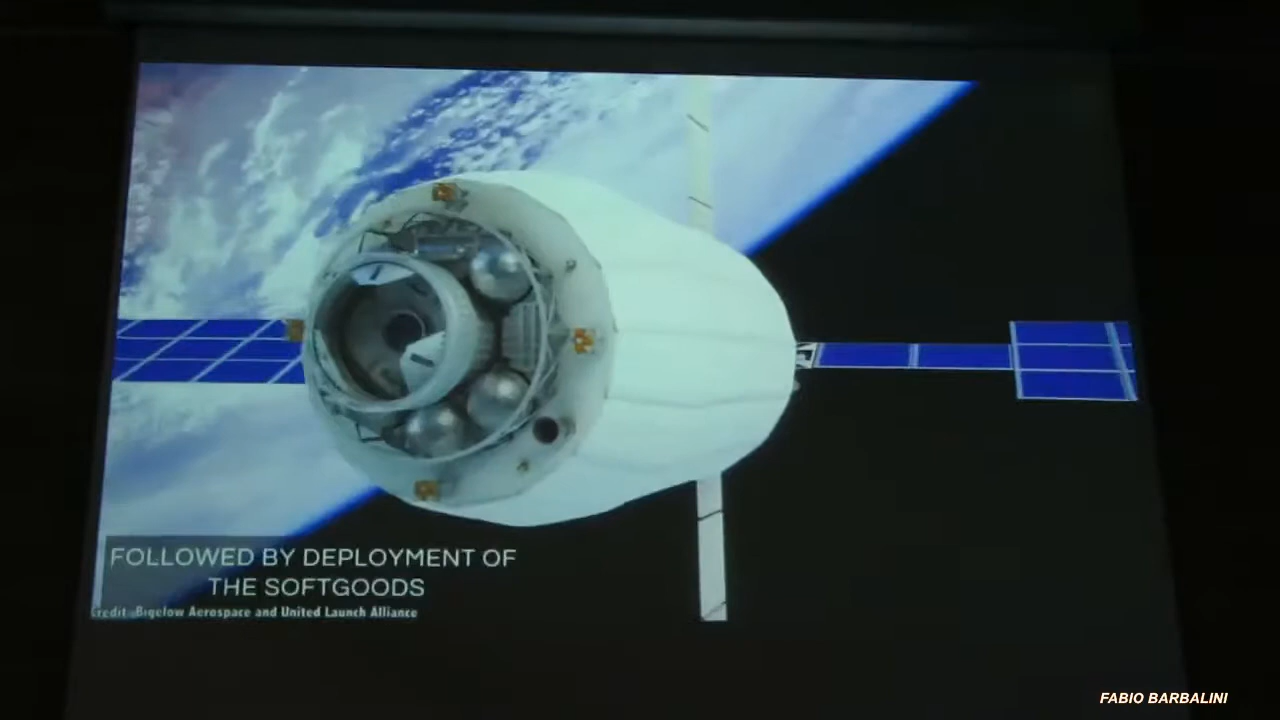 FOLLOWED BY DEPLOYMENT OF
THE SOFTGOODS
Credit: Bigelow Aerospace and United Launch Alliance
FABIO BARBALINI